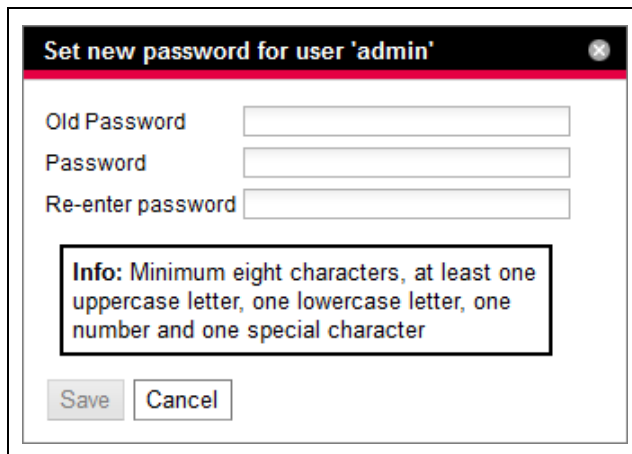 Set new password for user 'admin'
Old Password
Password
Re-enter password
Info: Minimum eight characters, at least one
uppercase letter, one lowercase letter, one
number and one special character
Save Cancel